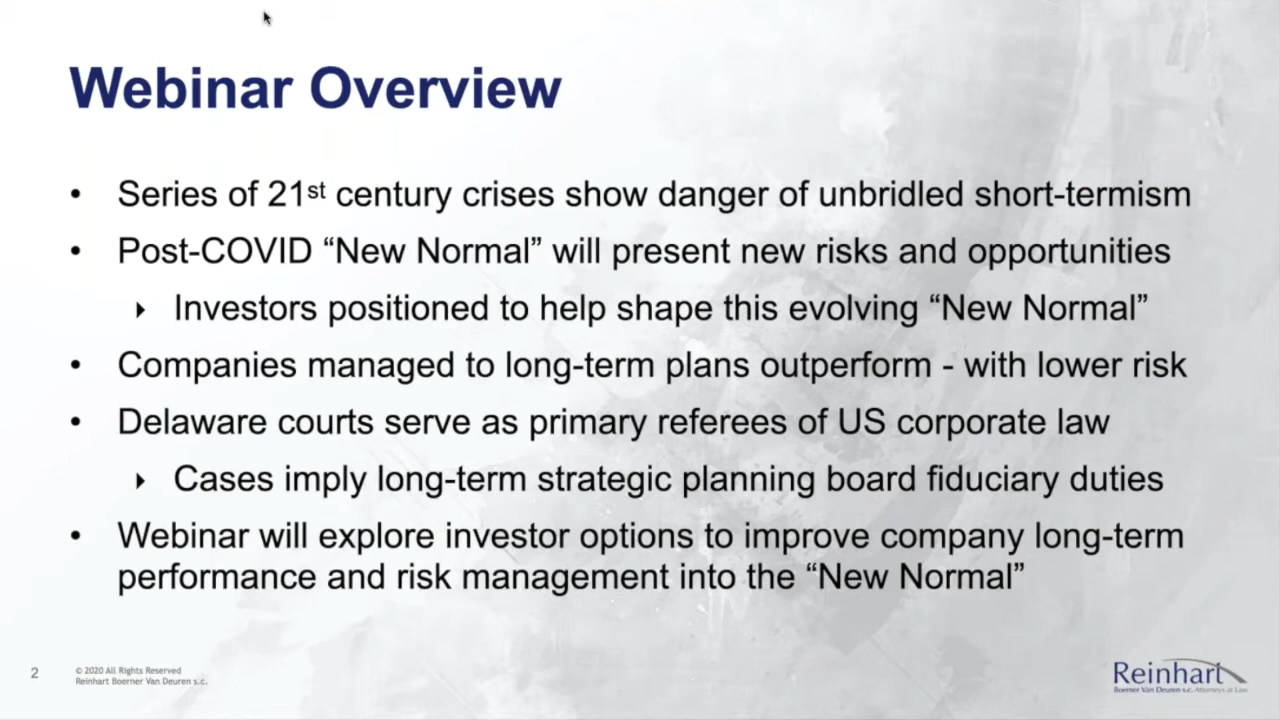 Webinar Overview
• Series of 21st century crises show danger of unbridled short-termism
• Post-COVID “New Normal” will present new risks and opportunities
‣ Investors positioned to help shape this evolving “New Normal”
• Companies managed to long-term plans outperform - with lower risk
• Delaware courts serve as primary referees of US corporate law
‣ Cases imply long-term strategic planning board fiduciary duties
• Webinar will explore investor options to improve company long-term
performance and risk management into the “New Normal”
2
© 2020 All Rights Reserved
Reinhart Boerner Van Deuren s.c.
Reinhart
Boerner Van Deuren s.c. Attorneys at Law